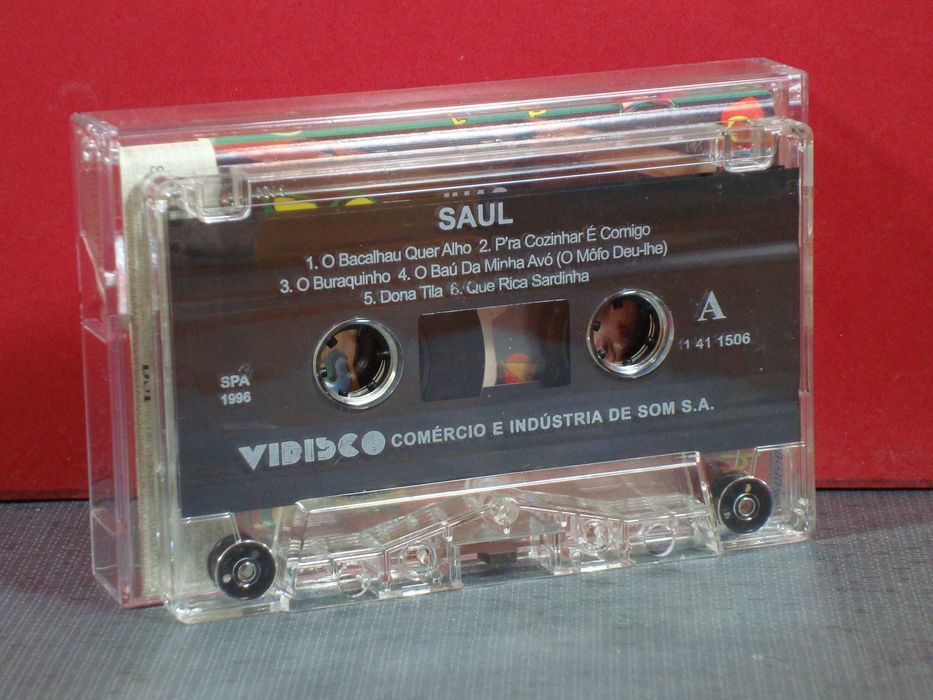 SAUL
1. O Bacalhau Quer Alho 2. P'ra Cozinhar É Comigo
3. O Buraquinho 4. O Baú Da Minha Avó (O Môfo Deu-lhe)
5. Dona Tila 6. Que Rica Sardinha
A
11 41 1506
SPA
1996
VIDISCO COMÉRCIO E INDÚSTRIA DE SOM S.A.